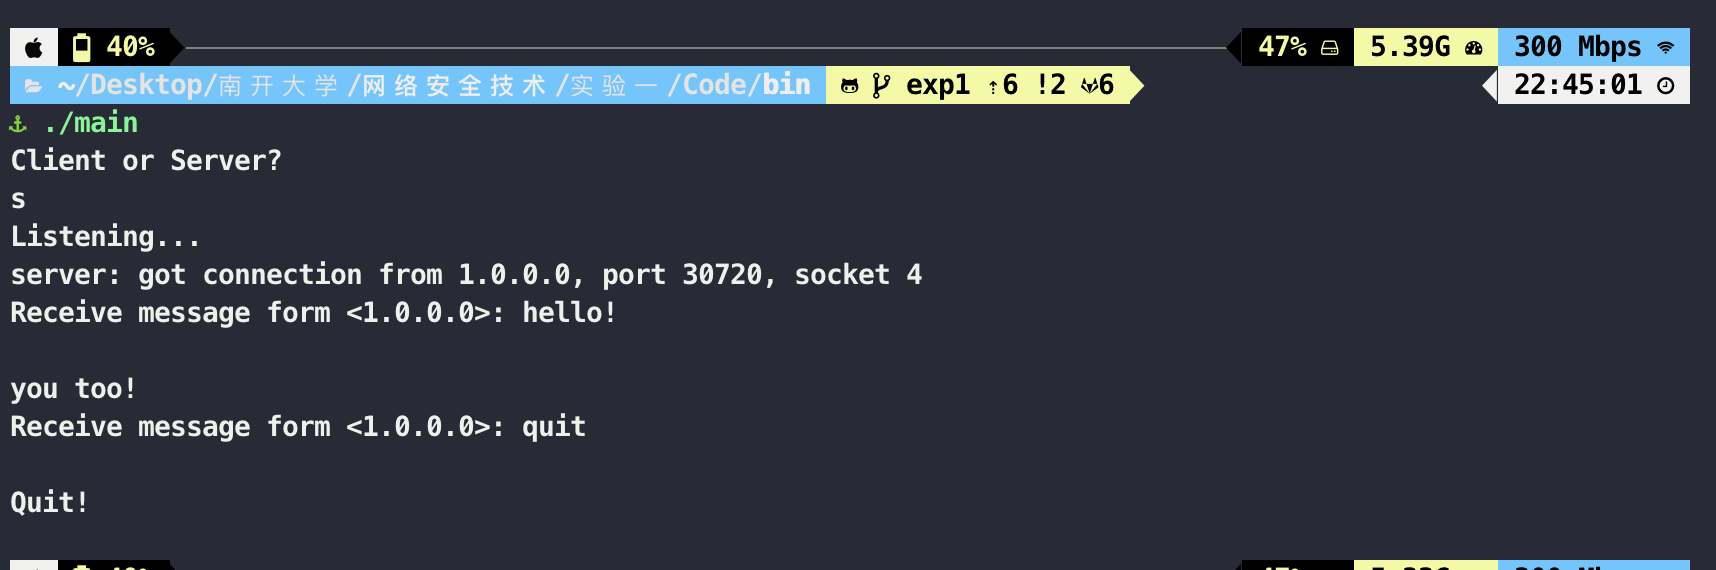 40% 47% 5.39G 300 Mbps
~/Desktop/南开大学/网络安全技术/实验一/Code/bin exp1 ⇡6 !2 6 22:45:01
./main
Client or Server?
s
Listening...
server: got connection from 1.0.0.0, port 30720, socket 4
Receive message form <1.0.0.0>: hello!
you too!
Receive message form <1.0.0.0>: quit
Quit!